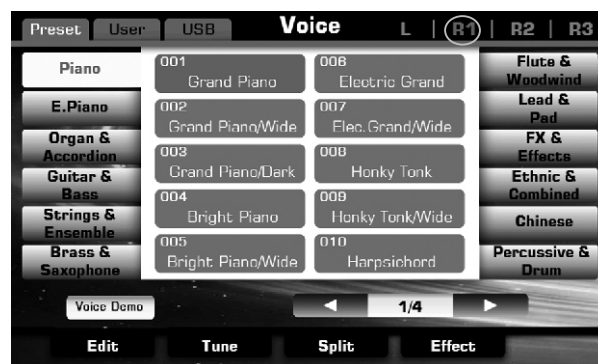 Preset User USB Voice L | R1 | R2 | R3
Piano
E.Piano
Organ &
Accordion
Guitar &
Bass
Strings &
Ensemble
Brass &
Saxophone
001
Grand Piano
006
Electric Grand
002
Grand Piano/Wide
007
Elec.Grand/Wide
003
Grand Piano/Dark
008
Honky Tonk
004
Bright Piano
009
Honky Tonk/Wide
005
Bright Piano/Wide
010
Harpsichord
Flute &
Woodwind
Lead &
Pad
FX &
Effects
Ethnic &
Combined
Chinese
Percussive &
Drum
Voice Demo
1/4
Edit Tune Split Effect